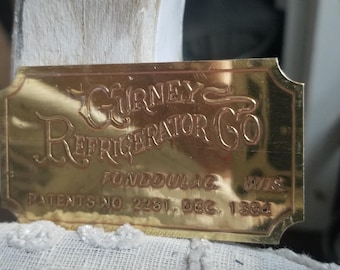 GURNEY
REFRIGERATOR CO
FONDDULAC WIS.
PATENTS NO. 2281, DEC. 1884